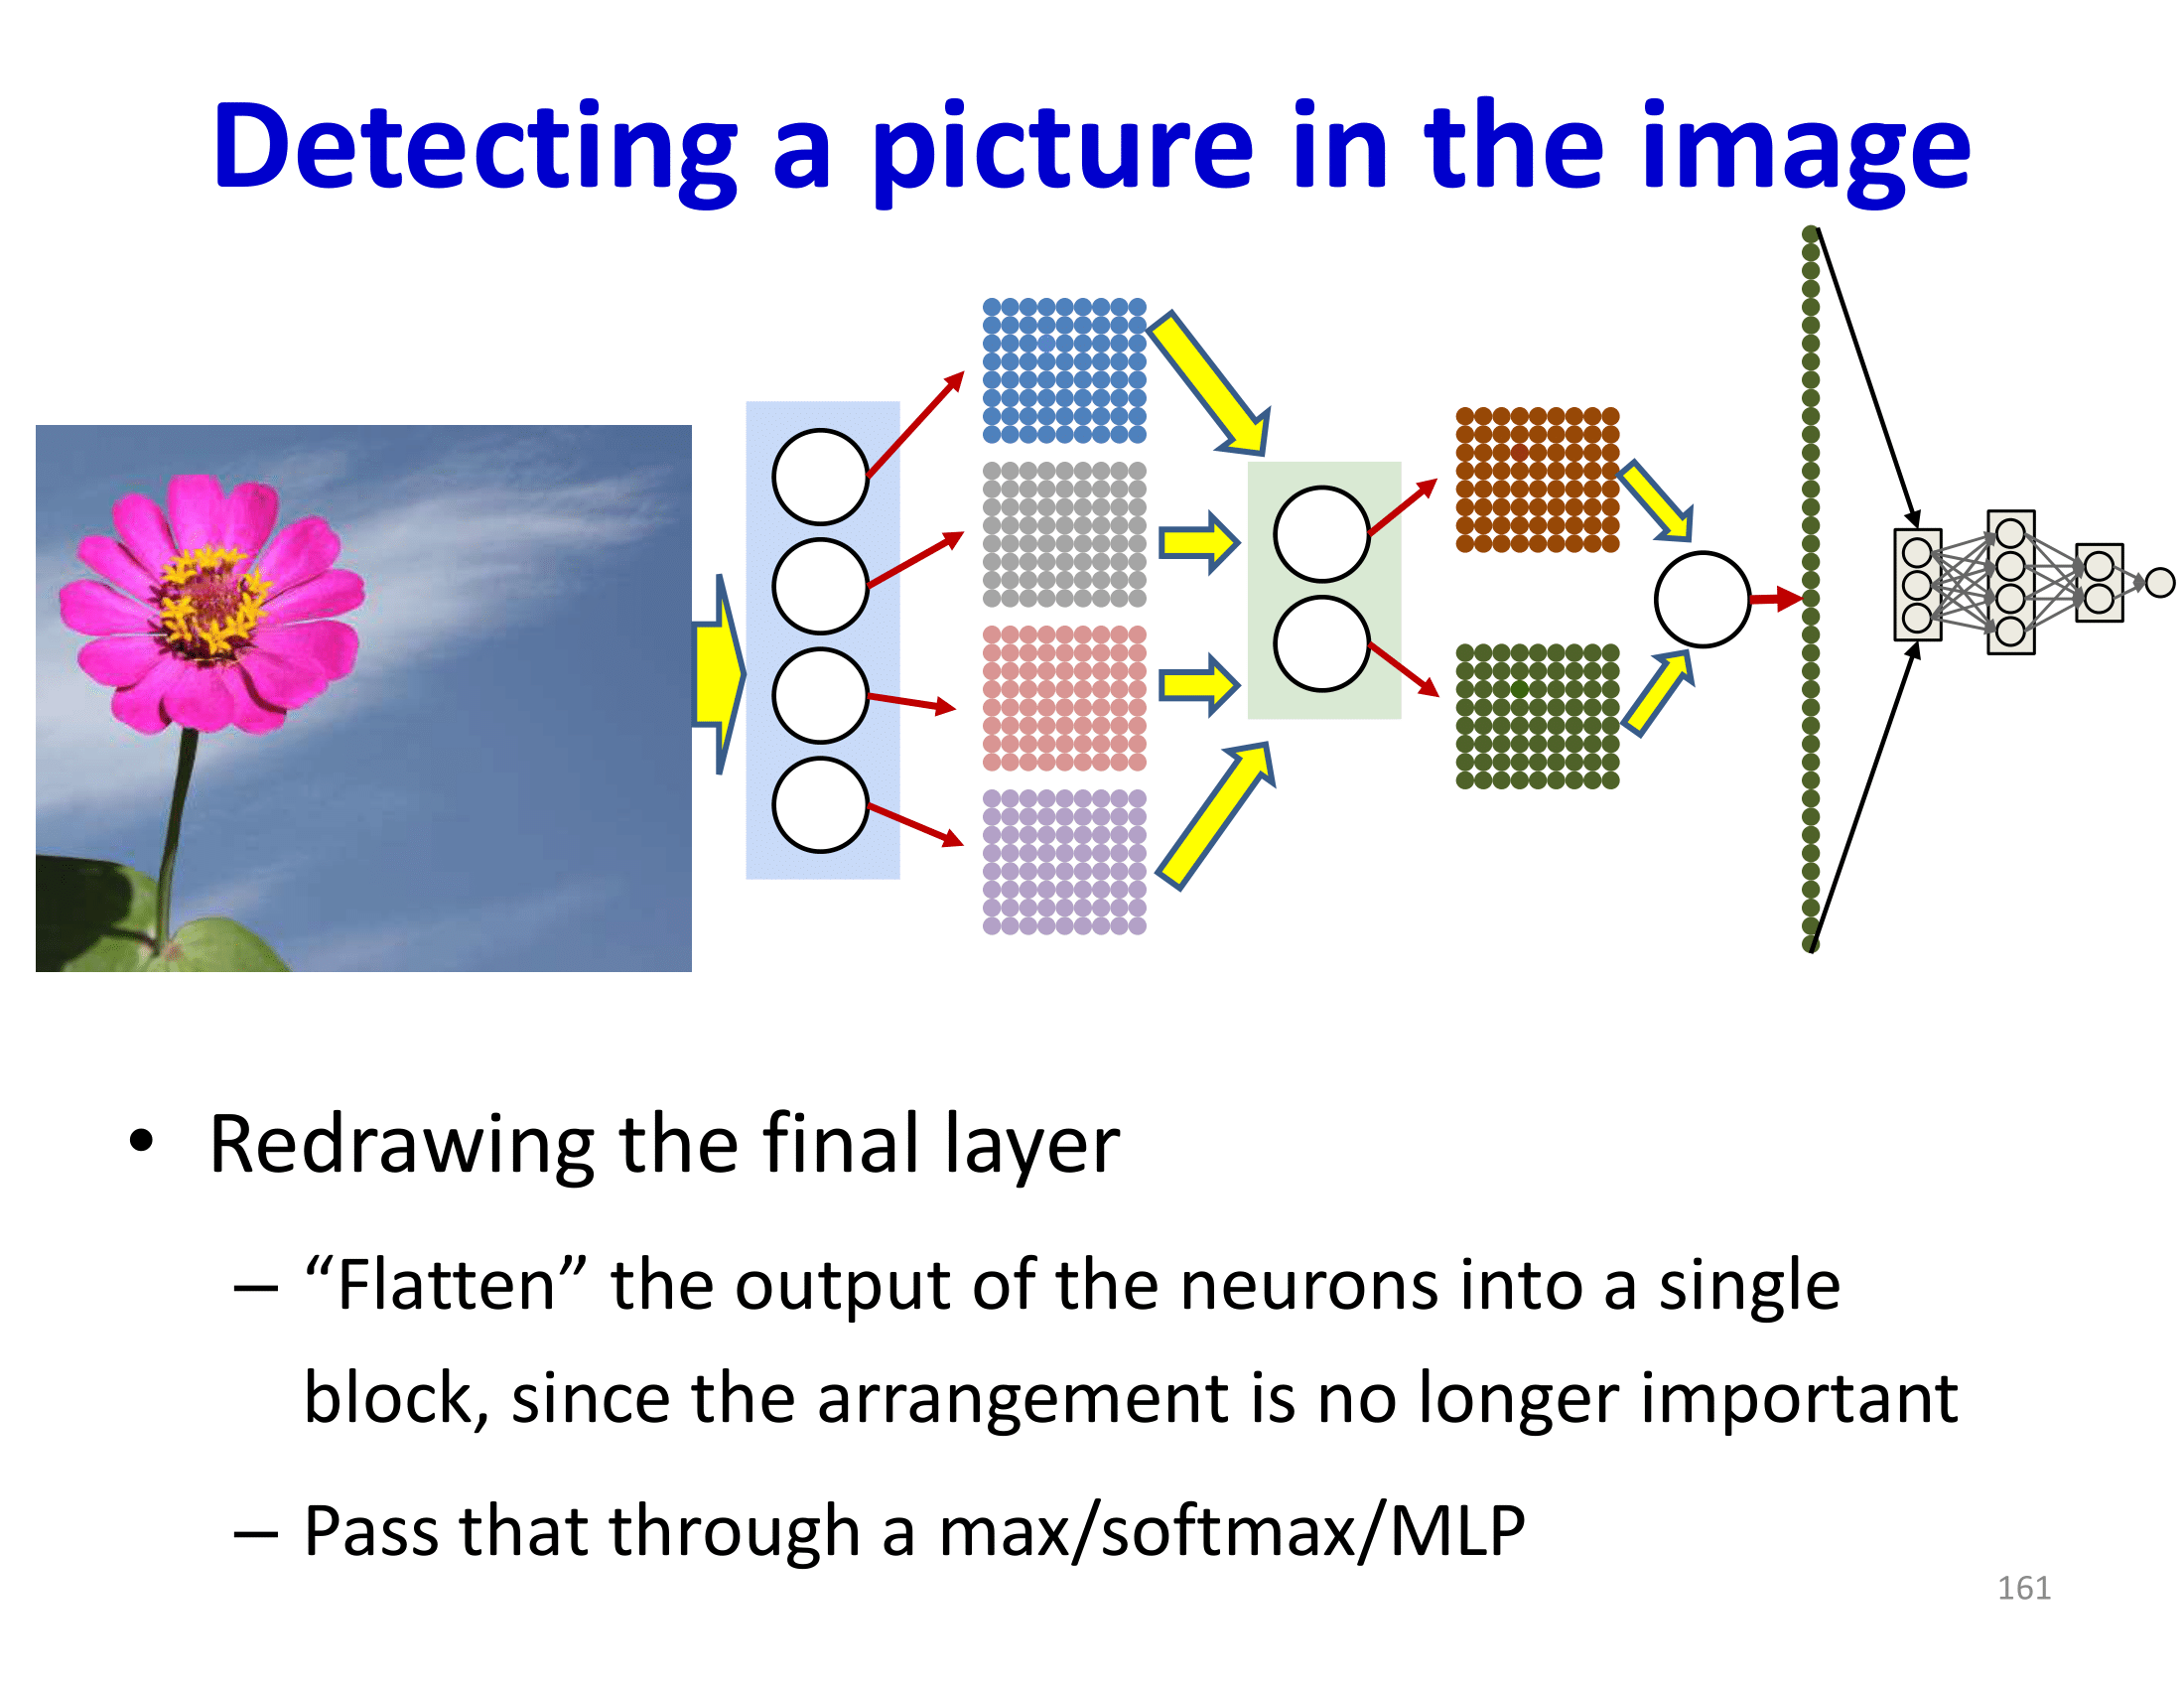 Detecting a picture in the image
• Redrawing the final layer
– “Flatten” the output of the neurons into a single
block, since the arrangement is no longer important
– Pass that through a max/softmax/MLP
161